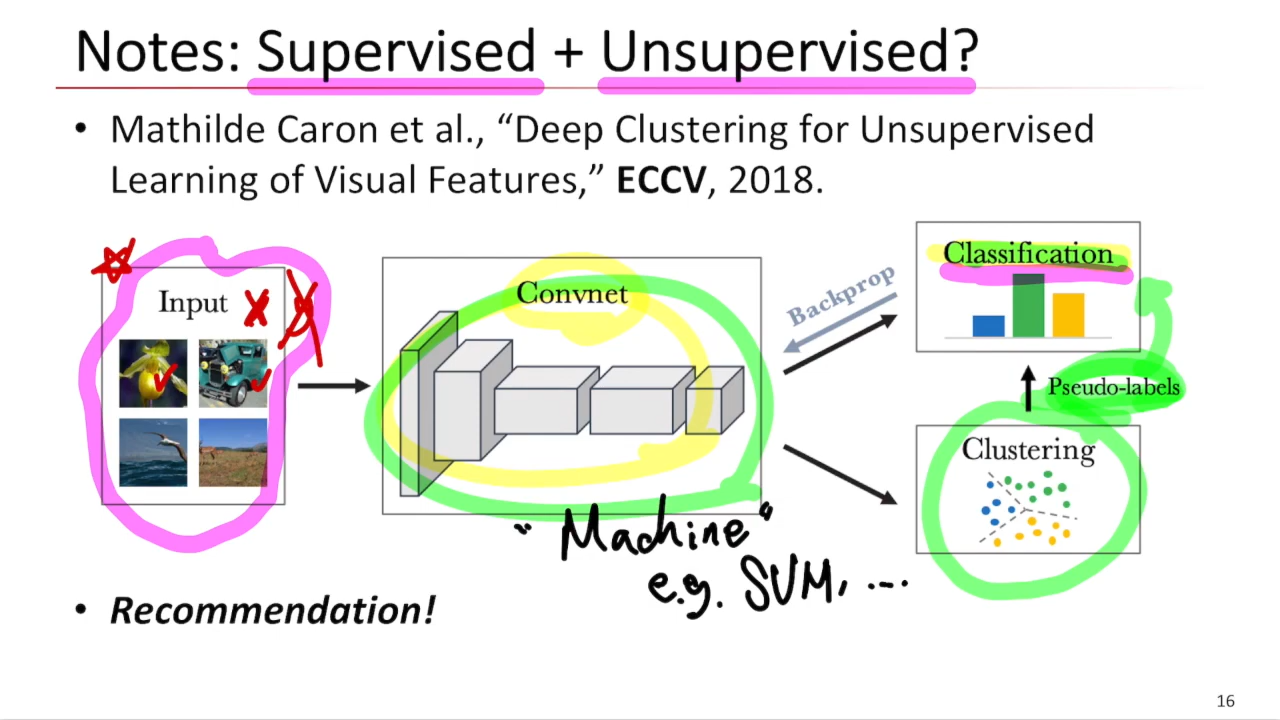 Notes: Supervised + Unsupervised?
• Mathilde Caron et al., “Deep Clustering for Unsupervised
Learning of Visual Features,” ECCV, 2018.
Input
Convnet
Backprop
Classification
Pseudo-labels
Clustering
"Machine"
e.g. SVM, ...
• Recommendation!
16